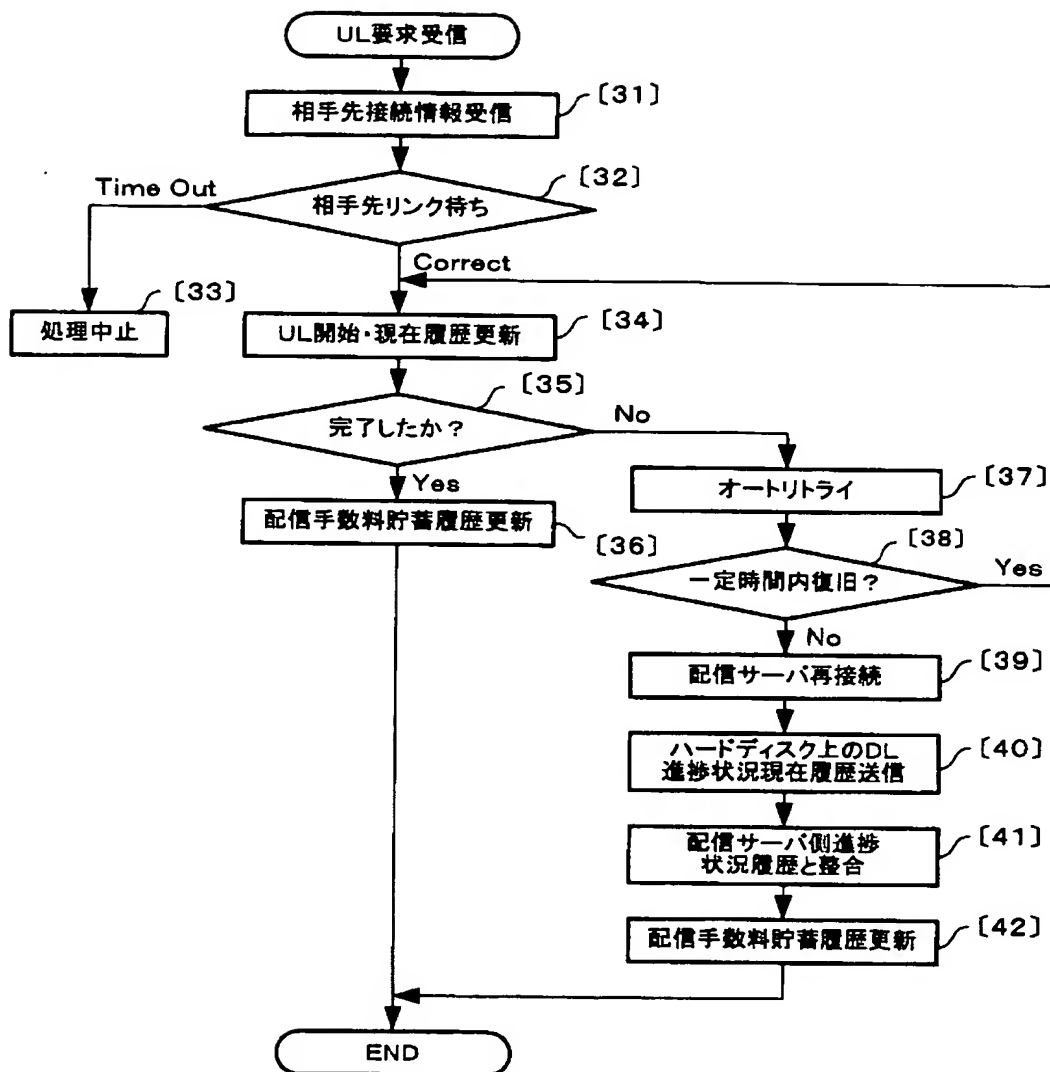 UL要求受信
相手先接続情報受信
[31]
相手先リンク待ち
[32]
Time Out
Correct
処理中止
[33]
UL開始・現在履歴更新
[34]
完了したか？
[35]
No
Yes
配信手数料貯蓄履歴更新
[36]
オートリトライ
[37]
一定時間内復旧？
[38]
Yes
No
配信サーバ再接続
[39]
ハードディスク上のDL
進捗状況現在履歴送信
[40]
配信サーバ側進捗
状況履歴と整合
[41]
配信手数料貯蓄履歴更新
[42]
END